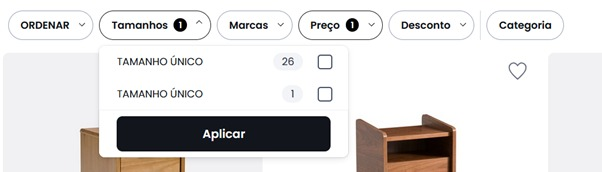 ORDENAR Tamanhos 1 Marcas Preço 1 Desconto Categoria
TAMANHO ÚNICO 26
TAMANHO ÚNICO 1
Aplicar